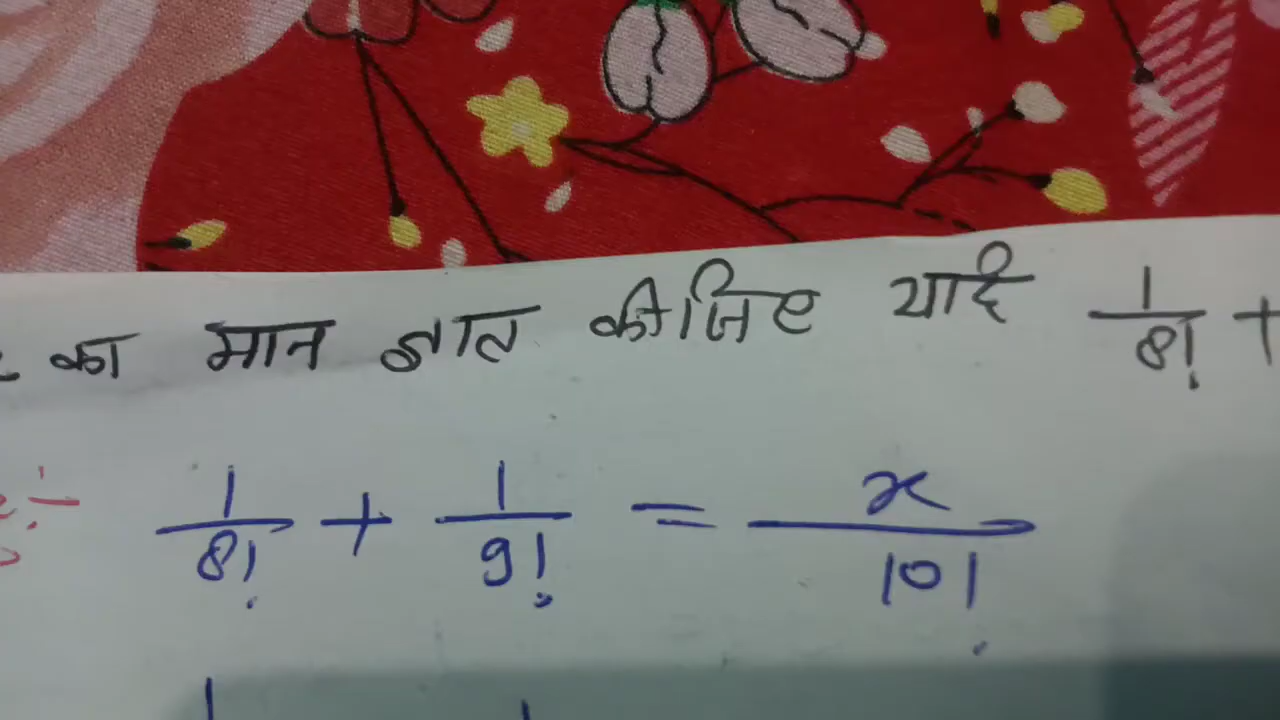 का मान ज्ञात कीजिए यदि 1/8! +
1/8! + 1/9! = x/10!